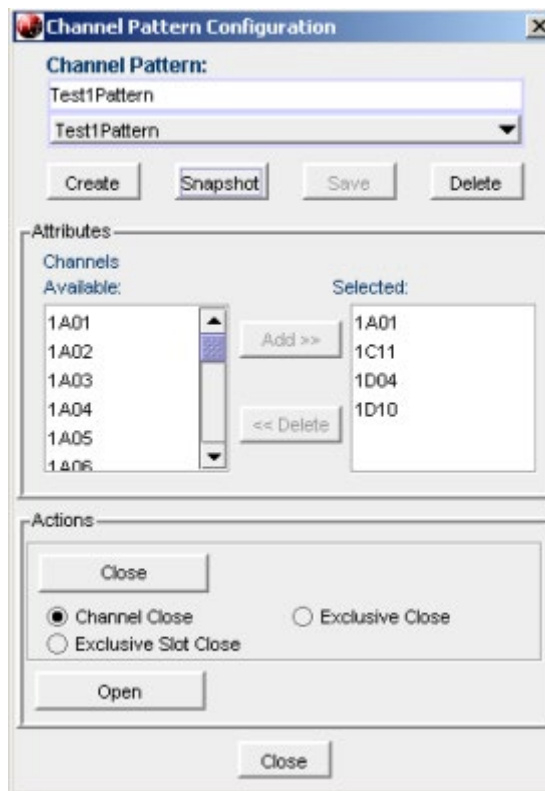 Channel Pattern Configuration
Channel Pattern:
Test1Pattern
Test1Pattern
Create Snapshot Save Delete
Attributes
Channels
Available: Selected:
1A01
1A02
1A03
1A04
1A05
1A06
Add >>
<< Delete
1A01
1C11
1D04
1D10
Actions
Close
Channel Close Exclusive Close
Exclusive Slot Close
Open
Close